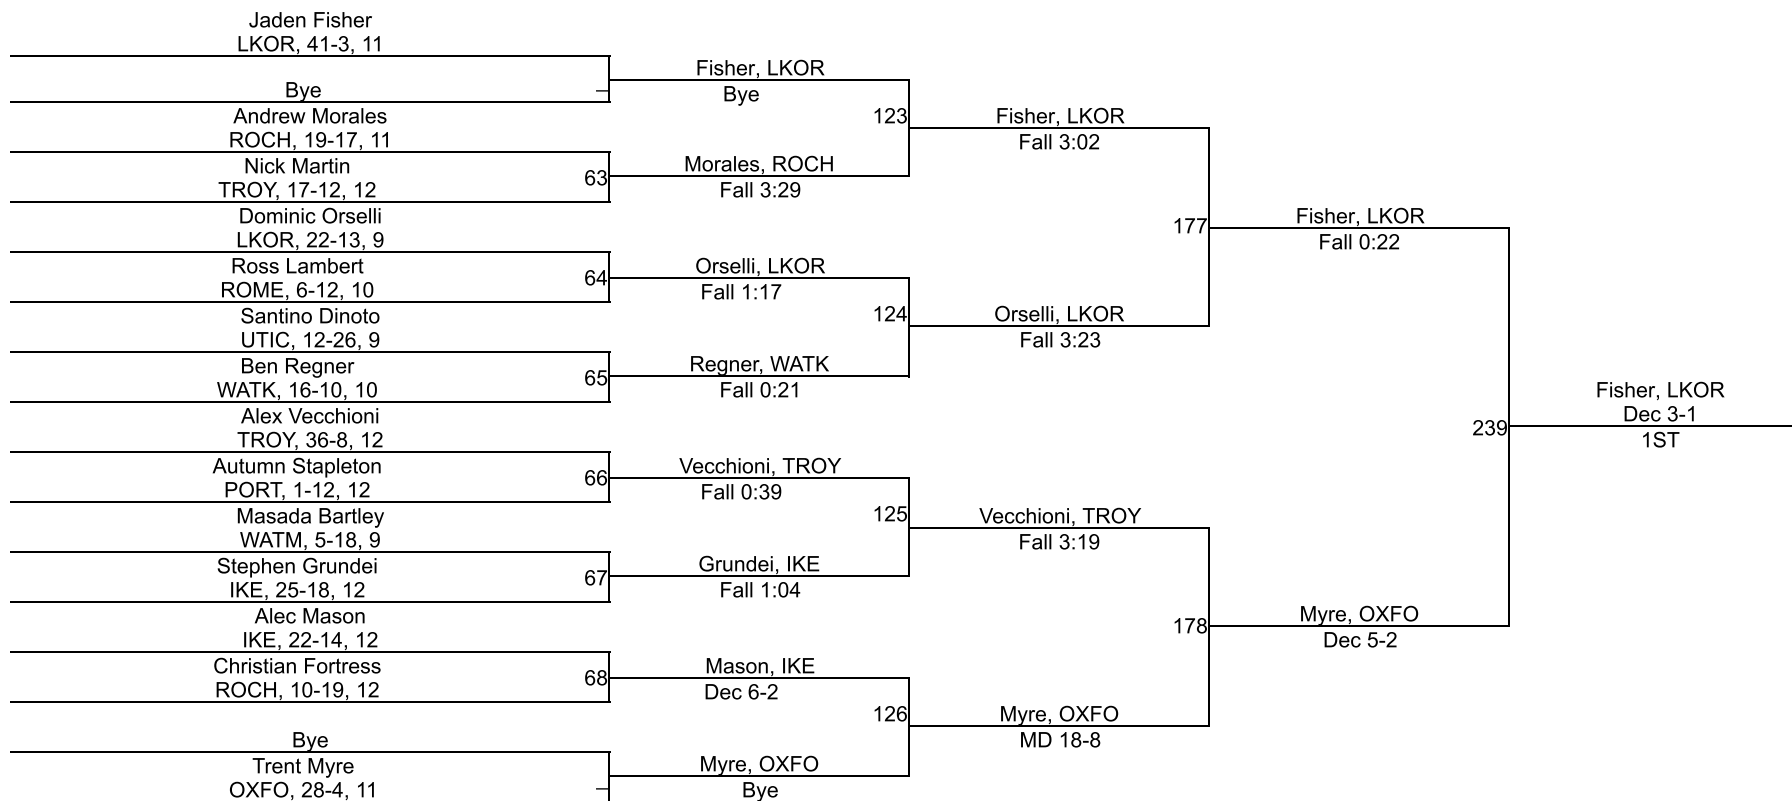 Jaden Fisher
LKOR, 41-3, 11
Bye
Andrew Morales
ROCH, 19-17, 11
Nick Martin
TROY, 17-12, 12
63
Dominic Orselli
LKOR, 22-13, 9
Ross Lambert
ROME, 6-12, 10
64
Santino Dinoto
UTIC, 12-26, 9
Ben Regner
WATK, 16-10, 10
65
Alex Vecchioni
TROY, 36-8, 12
Autumn Stapleton
PORT, 1-12, 12
66
Masada Bartley
WATM, 5-18, 9
Stephen Grundei
IKE, 25-18, 12
67
Alec Mason
IKE, 22-14, 12
Christian Fortress
ROCH, 10-19, 12
68
Bye
Trent Myre
OXFO, 28-4, 11
Fisher, LKOR
Bye
123
Morales, ROCH
Fall 3:29
Orselli, LKOR
Fall 1:17
124
Regner, WATK
Fall 0:21
Vecchioni, TROY
Fall 0:39
125
Grundei, IKE
Fall 1:04
Mason, IKE
Dec 6-2
126
Myre, OXFO
Bye
Fisher, LKOR
Fall 3:02
177
Orselli, LKOR
Fall 3:23
Vecchioni, TROY
Fall 3:19
178
Myre, OXFO
MD 18-8
Fisher, LKOR
Fall 0:22
239
Myre, OXFO
Dec 5-2
Fisher, LKOR
Dec 3-1
1ST